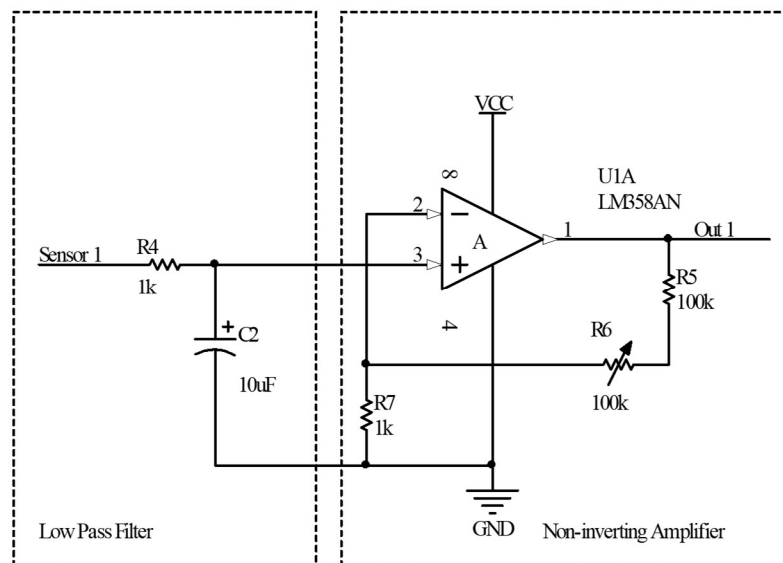 VCC
8
U1A
LM358AN
2
1
A
Out 1
Sensor 1
R4
1k
3
R5
100k
C2
10uF
4
R6
100k
R7
1k
GND
Low Pass Filter
Non-inverting Amplifier